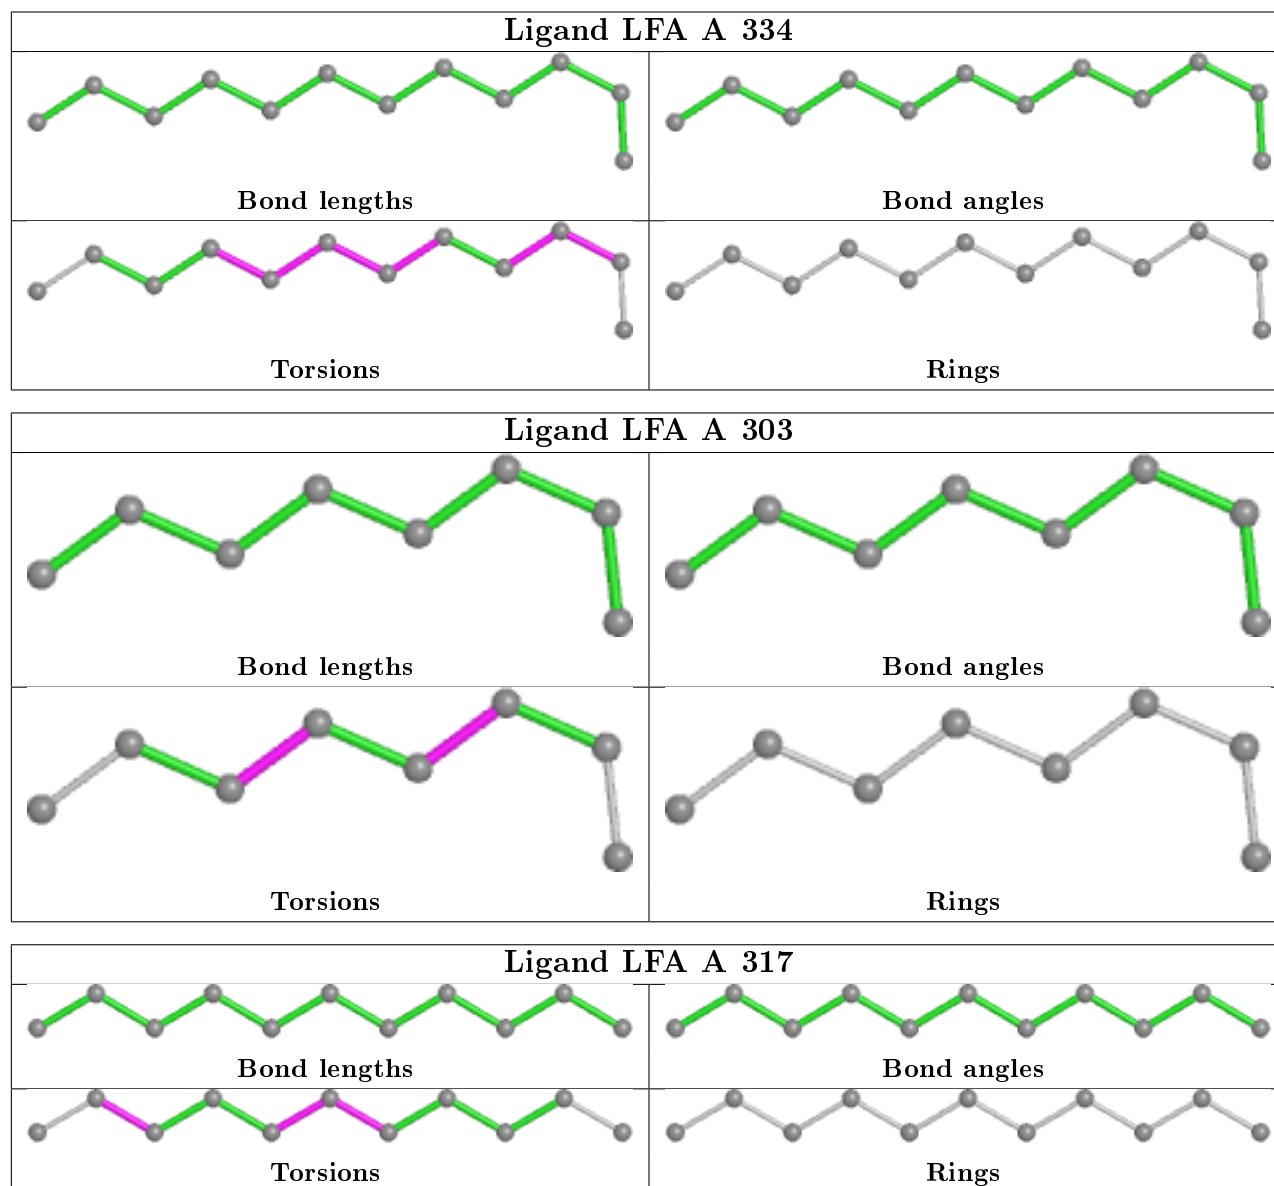 Ligand LFA A 334
Bond lengths
Bond angles
Torsions
Rings
Ligand LFA A 303
Bond lengths
Bond angles
Torsions
Rings
Ligand LFA A 317
Bond lengths
Bond angles
Torsions
Rings